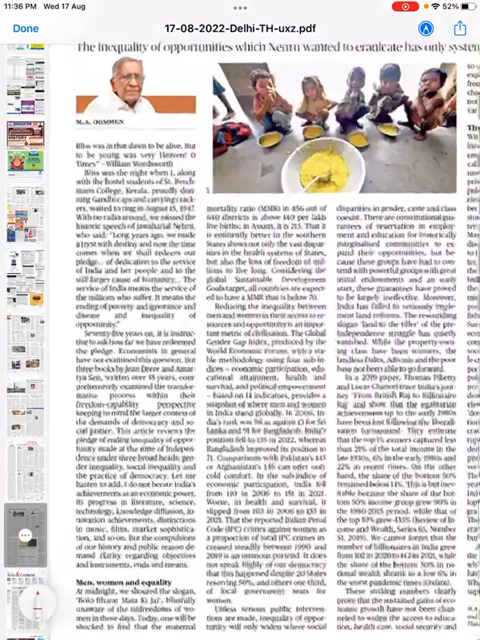 11:36 PM Wed 17 Aug
52%
Done
17-08-2022-Delhi-TH-uxz.pdf
The inequality of opportunities which Nehru wanted to eradicate has only
M.A. OOMMEN
Bliss was in that dawn to be alive. But
to be young was very Heaven! O
Times" - William Wordsworth
Bliss was the night when I, along
with the hostel students of St. Berch-
mans College, Kerala, proudly don-
ning Gandhi caps and carrying crack-
ers, waited to ring in August 15, 1947.
With no radio around, we missed the
historic speech of Jawaharlal Nehru,
who said: "Long years ago, we made
a tryst with destiny and now the time
comes when we shall redeem our
pledge... of dedication to the service of
India and her people and to the
still larger cause of humanity... The
service of India means the service of
the millions who suffer. It means the
ending of poverty and ignorance and
disease and inequality of
opportunity."
Seventy-five years on, it is instruc-
tive to ask how far we have redeemed
the pledge. Economists in general
have not examined this question. But
three books by Jean Dreze and Amar-
tya Sen, written over 18 years, com-
prehensively examined the transfor-
mative process within their
freedom-capability perspective
keeping to mind the larger context of
the demands of democracy and so-
cial justice. This article reviews the
pledge of ending inequality of oppor-
tunity made at the time of Indepen-
dence under three broad heads: gen-
der inequality, social inequality and
the practice of democracy. Let me
hasten to add, I do not berate India's
achievements as an economic power,
its progress in literature, science,
technology, knowledge diffusion, in-
novation achievements, distinctions
in music, films, market sophistica-
tion, and so on. But the compulsions
of our history and public reason de-
mand clarity regarding objectives
and instruments, ends and means.
Men, women and equality
At midnight, we shouted the slogan,
'Bolo Bharat Mata Ki Jai', blissfully
unaware of the unfreedoms of wo-
men in those days. Today, one will be
shocked to find that the maternal
mortality ratio (MMR) in 456 out of
640 districts is above 140 per lakh
live births; in Assam, it is 215. That it
is uniformly better in the southern
States shows not only the vast dispar-
ities in the health systems of States,
but also the loss of freedom of mil-
lions to live long. Considering the
global Sustainable Development
Goals target, all countries are expect-
ed to have a MMR that is below 70.
Reducing the inequality between
men and women in their access to re-
sources and opportunity is an impor-
tant metric of civilisation. The Global
Gender Gap Index, produced by the
World Economic Forum, with a sta-
ble methodology using four sub-in-
dices - economic participation, edu-
cational attainment, health and
survival, and political empowerment
- based on 14 indicators, provides a
snapshot of where men and women
in India stand globally. In 2006, In-
dia's rank was 98 as against 13 for Sri
Lanka and 91 for Bangladesh. India's
position fell to 135 in 2022, whereas
Bangladesh improved its position to
71. Comparisons with Pakistan's 145
or Afghanistan's 146 can offer only
cold comfort. In the subindex of
economic participation, India fell
from 110 in 2006 to 151 in 2021.
Worse, in health and survival, it
slipped from 103 in 2006 to 155 in
2021. That the reported Indian Penal
Code (IPC) crimes against women as
a proportion of total IPC crimes in-
creased steadily between 1990 and
2019 is an ominous portent. It does
not speak highly of our democracy
that this happened despite 20 States
reserving 50%, and others one-third,
of local government seats for
women.
Unless serious public interven-
tions are made, inequality of oppor-
tunity will only widen where social
disparities in gender, caste and class
coexist. There are constitutional guar-
antees of reservation in employ-
ment and education for historically
marginalised communities to ex-
pand their opportunities, but be-
cause these groups have had to con-
tend with powerful groups with great
initial endowments and an early
start, these guarantees have proved
to be largely ineffective. Moreover,
India has failed to seriously imple-
ment land reforms. The resounding
slogan 'land to the tiller' of the pre-
Independence struggle has quietly
vanished. While the property-own-
ing class have been winners, the
landless Dalits, Adivasis and the poor
have not been able to go forward.
In a 2019 paper, Thomas Piketty
and Lucas Chancel trace India's jour-
ney 'From British Raj to Billionaire
Raj' and show that the egalitarian
achievements up to the early 1980s
have been lost following the liberali-
sation turnaround. They estimate
that the top 1% earners captured less
than 21% of the total income in the
late 1930s, 6% in the early 1980s and
22% in recent times. On the other
hand, the share of the bottom 50%
remained below 14%. This is but inev-
itable because the share of the bot-
tom 50% income group grew 90% in
the 1980-2015 period, while that of
the top 10% grew 435% (Review of In-
come and Wealth, Series 65, Number
S1, 2019). We cannot forget that the
number of billionaires in India grew
from 102 in 2020 to 142 in 2021, while
the share of the bottom 50% in na-
tional wealth shrank to a low 6% in
the worst pandemic times (Oxfam).
These striking numbers clearly
prove that the sustained gains of eco-
nomic growth have not been chan-
neled to widen the access to educa-
tion, health care, social security and